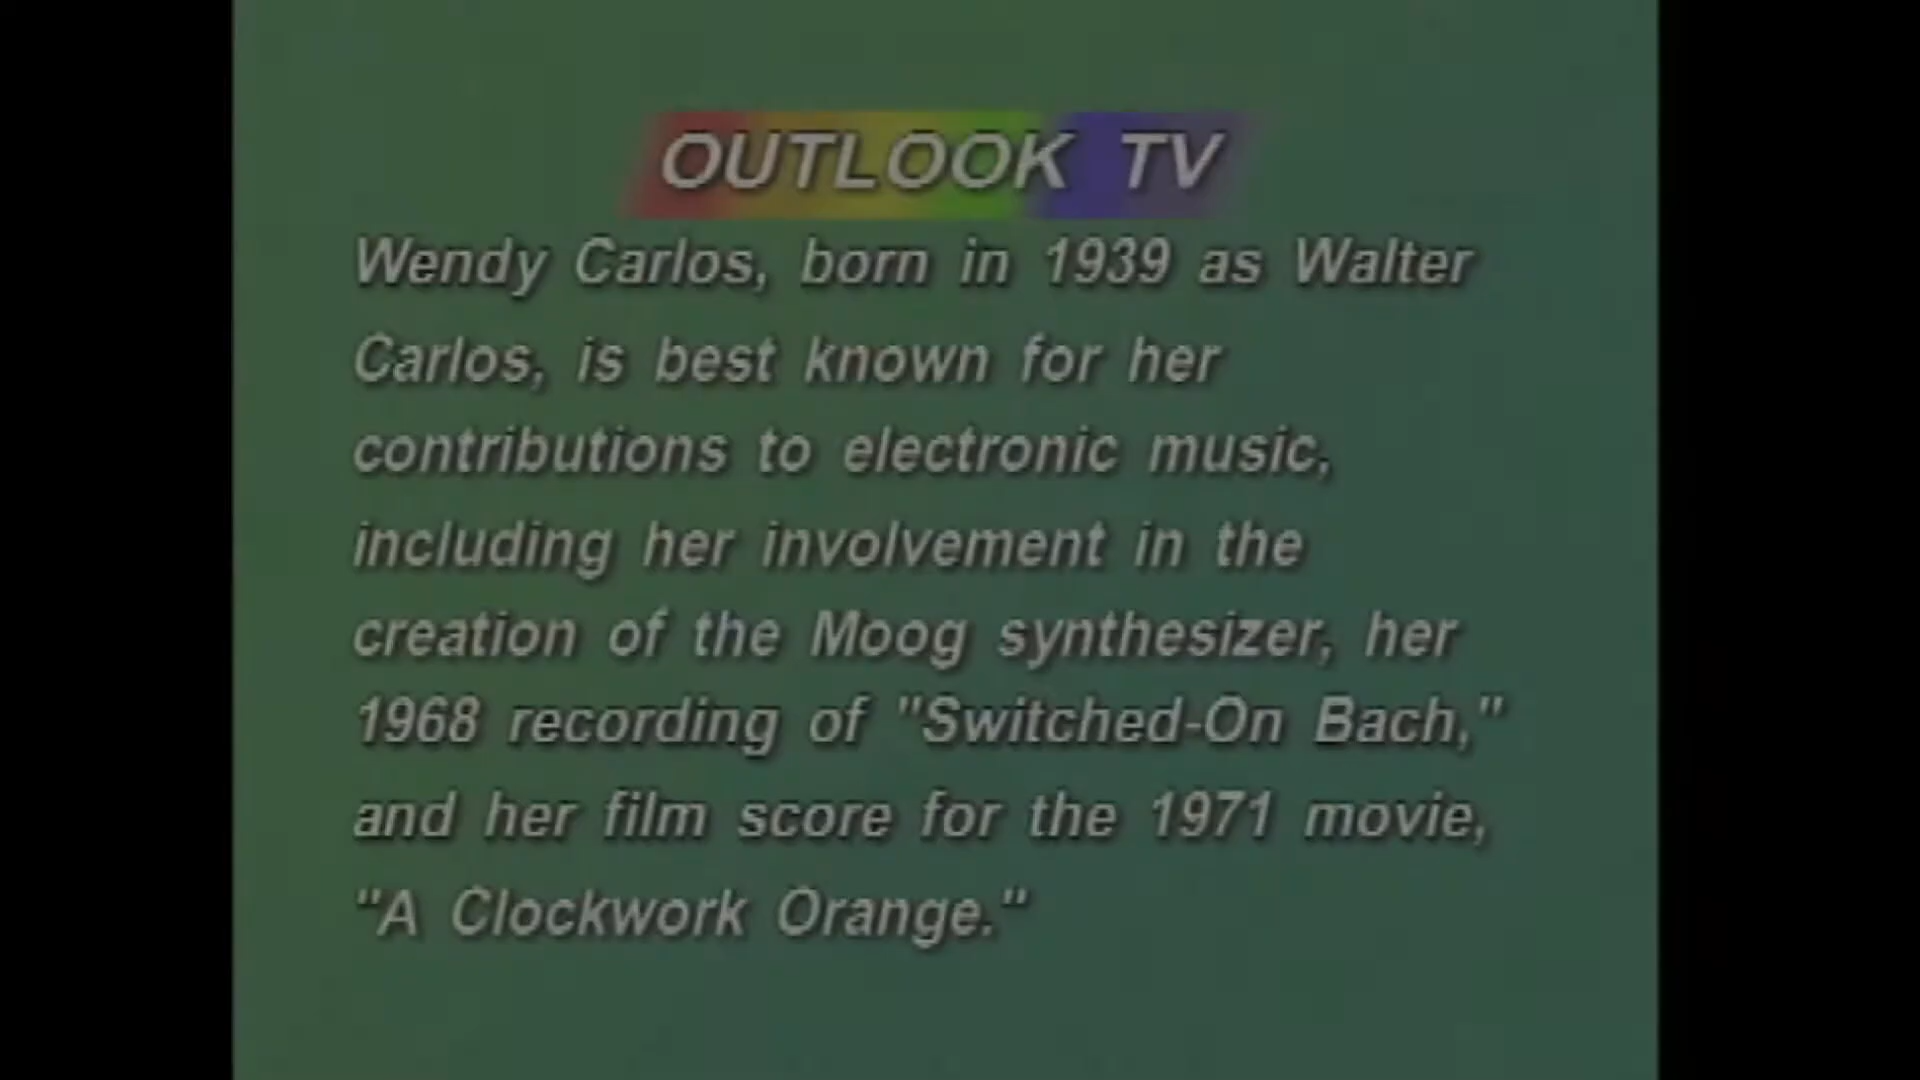 OUTLOOK TV
Wendy Carlos, born in 1939 as Walter
Carlos, is best known for her
contributions to electronic music,
including her involvement in the
creation of the Moog synthesizer, her
1968 recording of "Switched-On Bach,"
and her film score for the 1971 movie,
"A Clockwork Orange."